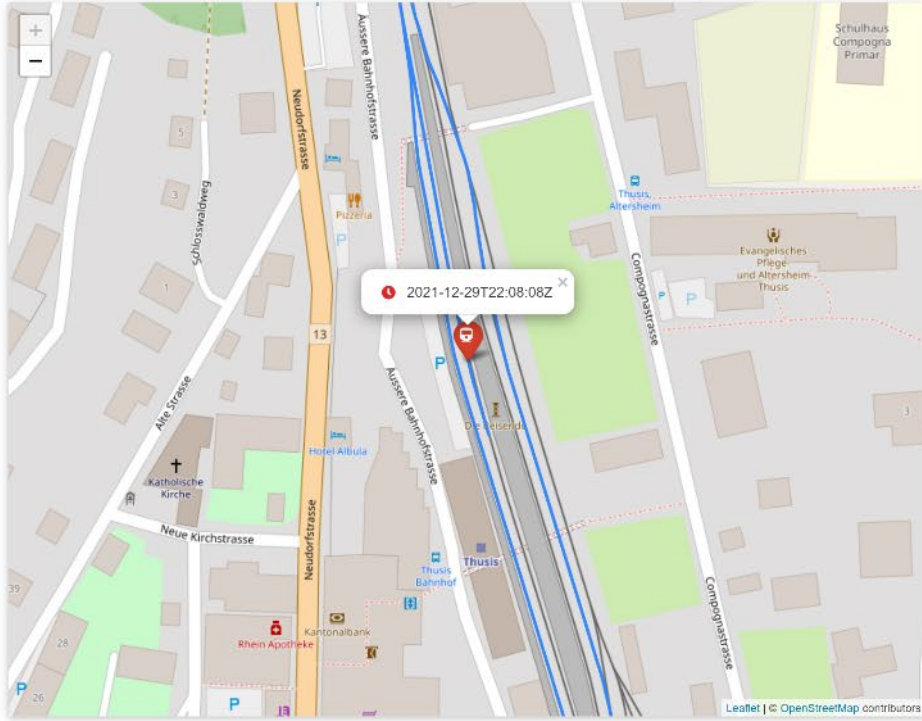 +
−
Schulhaus
Compogna
Primar
Äussere Bahnhofstrasse
Neudorfstrasse
5
3
Schlosswaldweg
Pizzeria
P
Thusis,
Altersheim
Evangelisches
Pflege-
und Altersheim
Thusis
Compognastrasse
P
P
1
2021-12-29T22:08:08Z
×
13
P
Alte Strasse
Äussere Bahnhofstrasse
Die Reisende
3
Hotel Albula
Katholische
Kirche
Neue Kirchstrasse
Neudorfstrasse
Thusis
Thusis
Bahnhof
39
Compognastrasse
Kantonalbank
Rhein Apotheke
28
26
P
P
Leaflet | © OpenStreetMap contributors